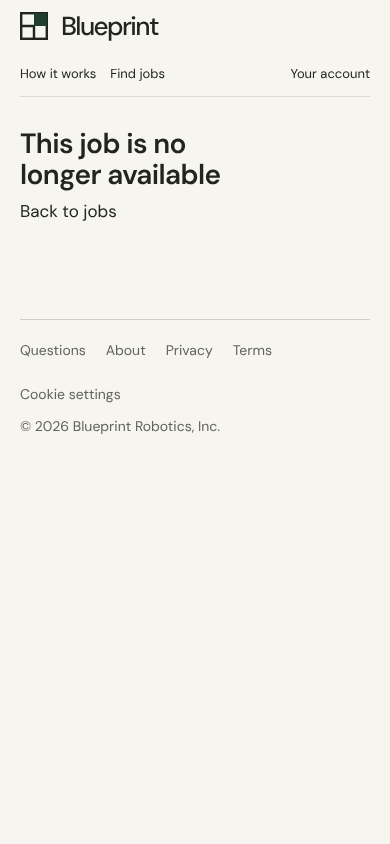 Blueprint
How it works Find jobs Your account
This job is no
longer available
Back to jobs
Questions About Privacy Terms
Cookie settings
© 2026 Blueprint Robotics, Inc.